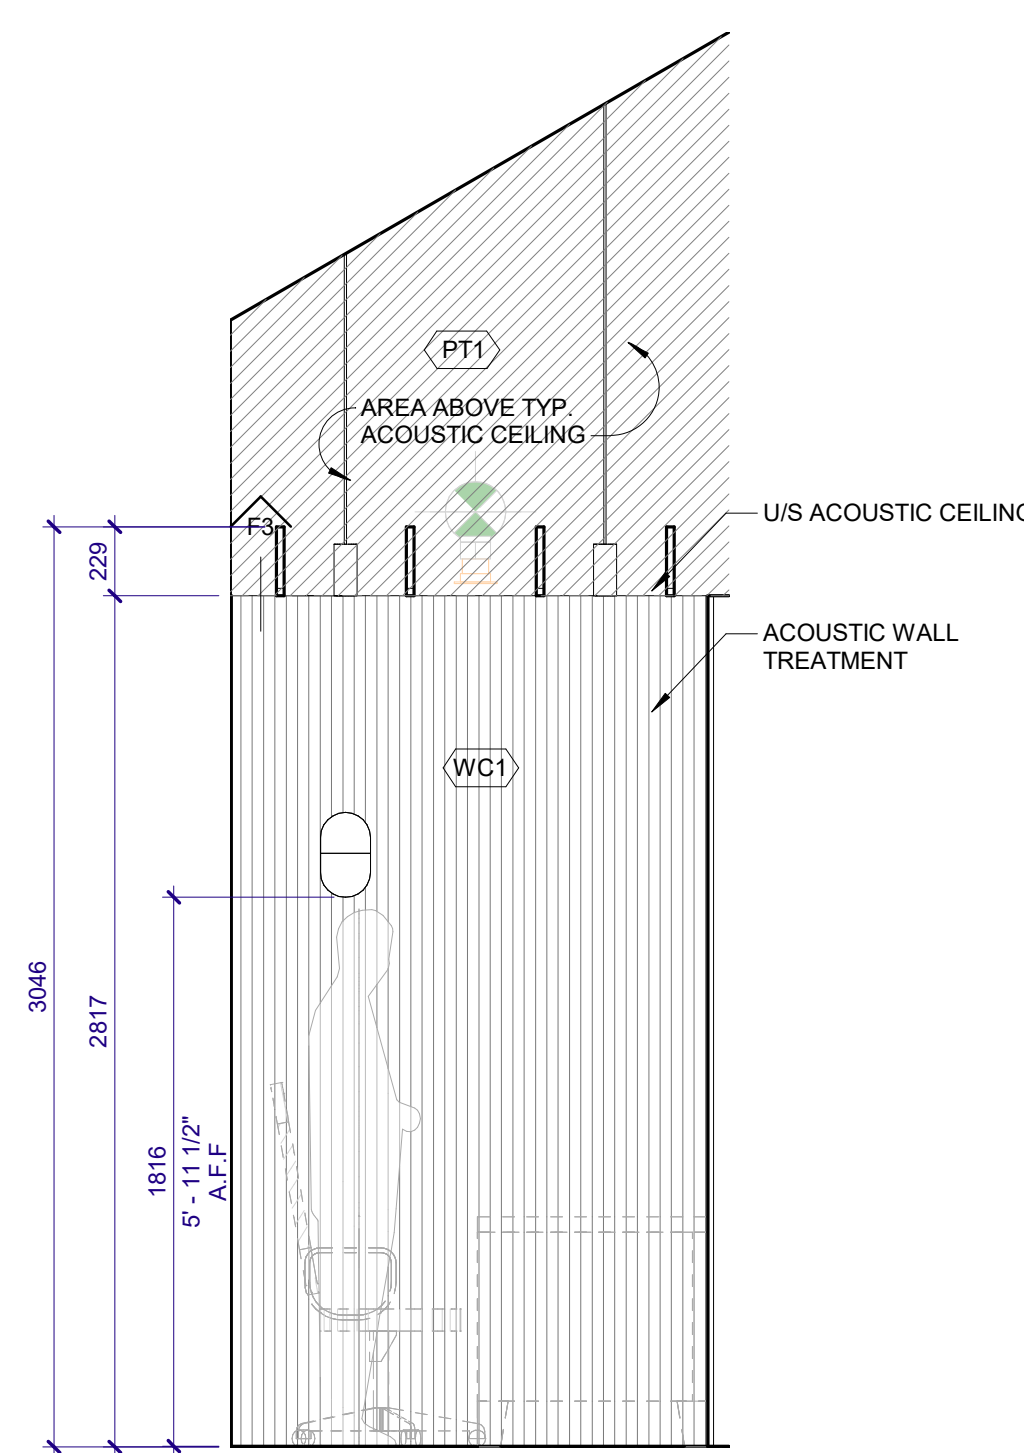 PT1
AREA ABOVE TYP.
ACOUSTIC CEILING
F3
U/S ACOUSTIC CEILING
229
ACOUSTIC WALL
TREATMENT
WC1
3046
2817
1816
5' - 11 1/2"
A.F.F